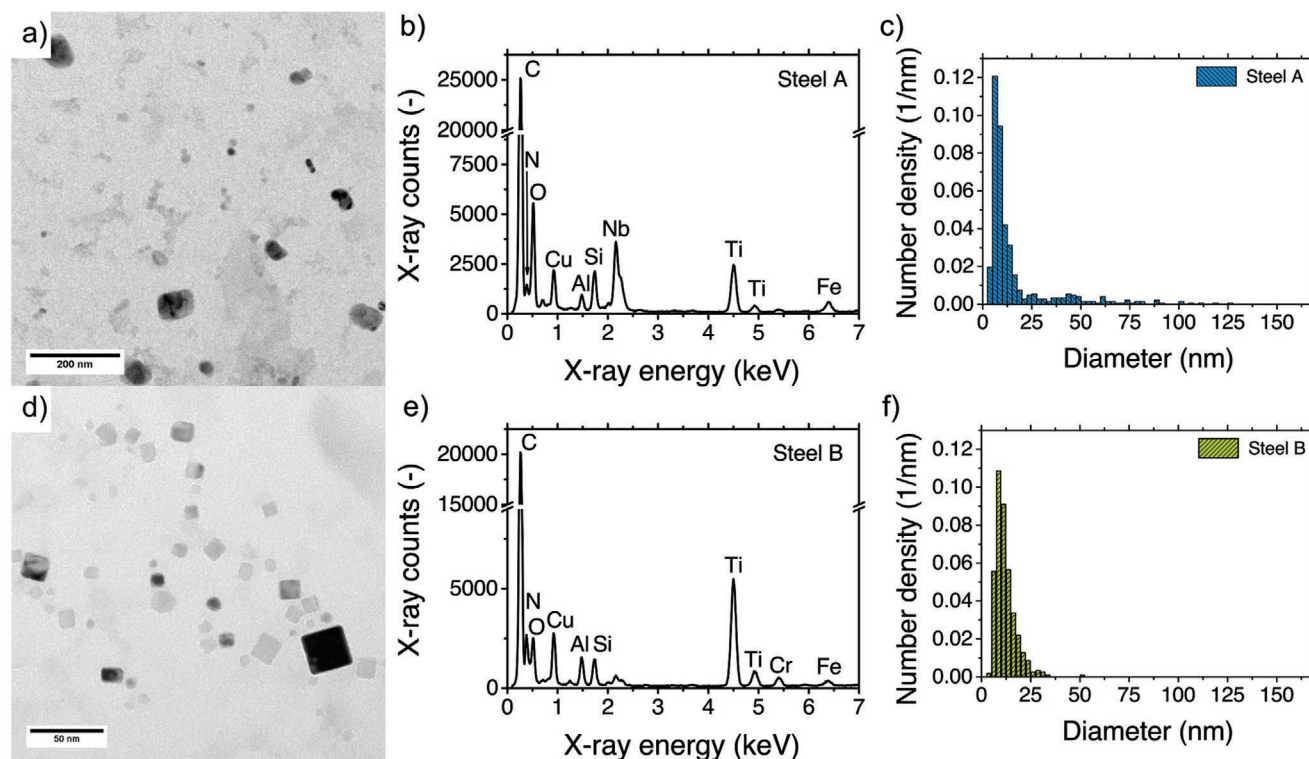 a)
200 nm
b)
X-ray counts (-)
25000
20000
7500
5000
2500
0
C
N
O
Cu
Al
Si
Nb
Ti
Ti
Fe
Steel A
0 1 2 3 4 5 6 7
X-ray energy (keV)
c)
Number density (1/nm)
0.12
0.10
0.08
0.06
0.04
0.02
0.00
Steel A
0 25 50 75 100 125 150
Diameter (nm)
d)
50 nm
e)
X-ray counts (-)
20000
15000
5000
0
C
N
O
Cu
Al
Si
Ti
Ti
Cr
Fe
Steel B
0 1 2 3 4 5 6 7
X-ray energy (keV)
f)
Number density (1/nm)
0.12
0.10
0.08
0.06
0.04
0.02
0.00
Steel B
0 25 50 75 100 125 150
Diameter (nm)